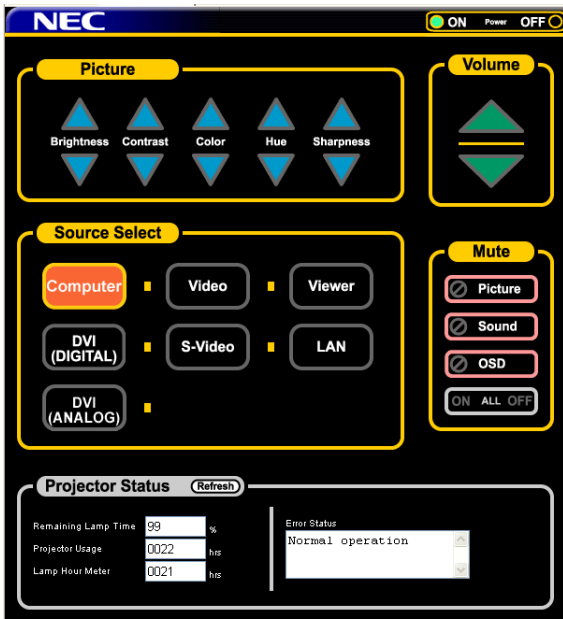 NEC
ON Power OFF
Picture
Volume
Brightness Contrast Color Hue Sharpness
Source Select
Mute
Computer Video Viewer
Picture
DVI
(DIGITAL) S-Video LAN
Sound
OSD
DVI
(ANALOG)
ON ALL OFF
Projector Status Refresh
Remaining Lamp Time 99 %
Projector Usage 0022 hrs
Lamp Hour Meter 0021 hrs
Error Status
Normal operation